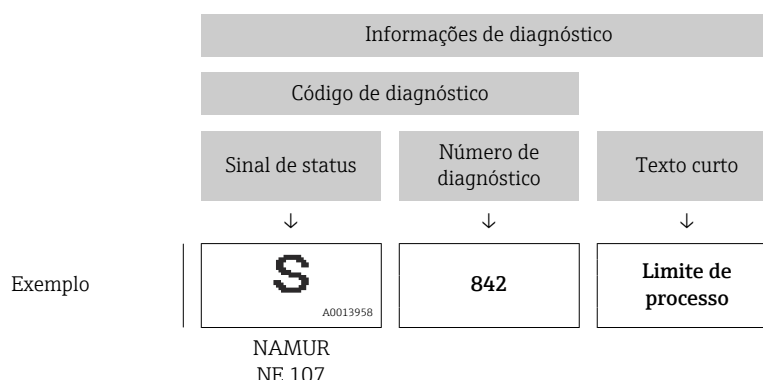 Informações de diagnóstico
Código de diagnóstico
Sinal de status
Número de
diagnóstico
Texto curto
↓ ↓ ↓
Exemplo
S
A0013958
842
Limite de
processo
NAMUR
NE 107